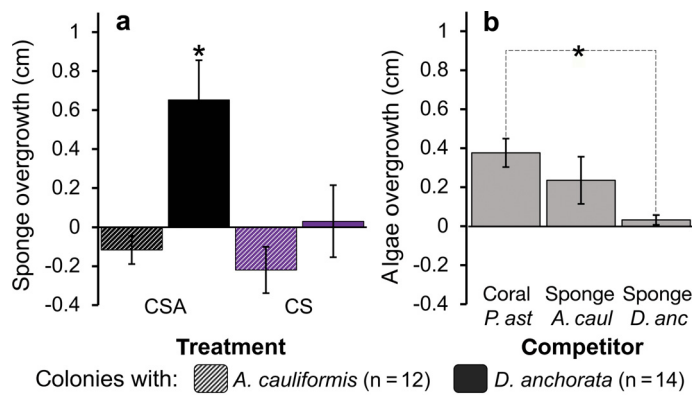 a
*
Sponge overgrowth (cm)
1
0.8
0.6
0.4
0.2
0
-0.2
-0.4
CSA CS
Treatment
b
*
Algae overgrowth (cm)
1
0.8
0.6
0.4
0.2
0
-0.2
-0.4
Coral Sponge Sponge
P. ast A. caul D. anc
Competitor
Colonies with: A. cauliformis (n = 12) D. anchorata (n = 14)